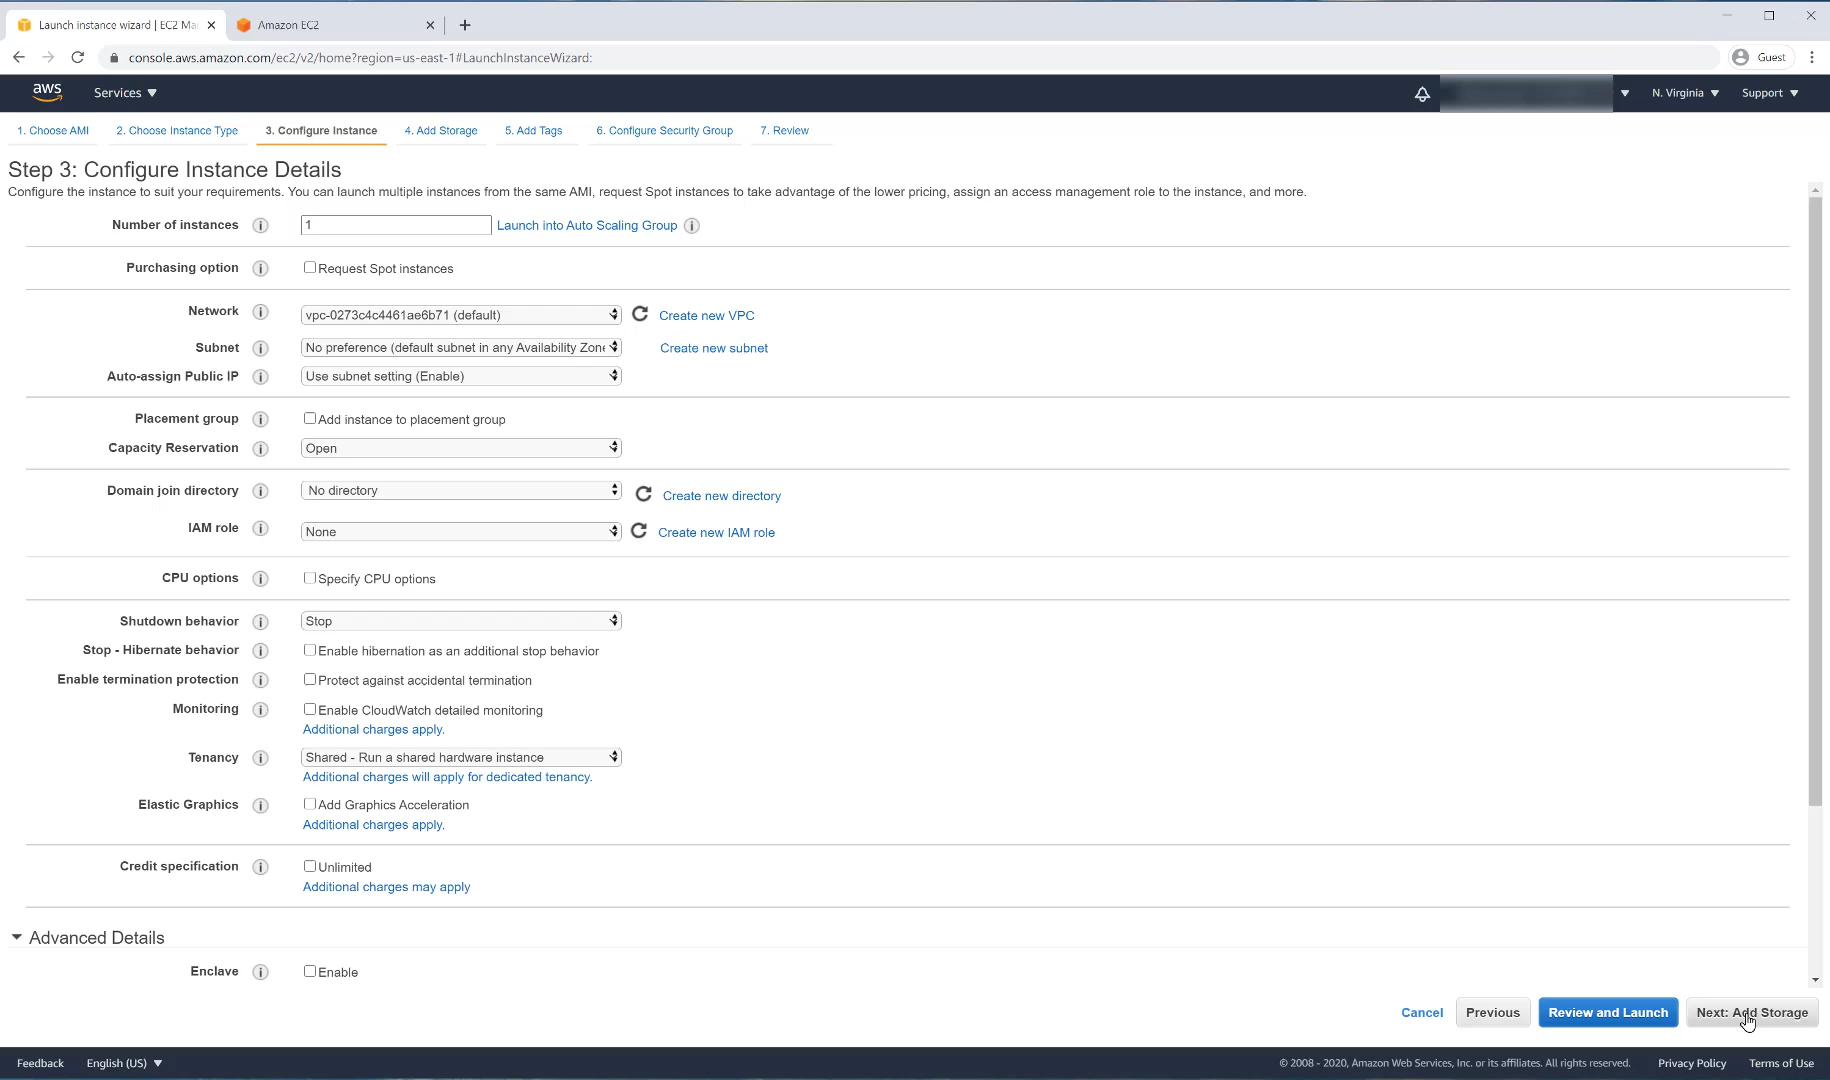 Launch instance wizard | EC2 Ma
Amazon EC2
console.aws.amazon.com/ec2/v2/home?region=us-east-1#LaunchInstanceWizard:
Guest
aws
Services
N. Virginia
Support
1. Choose AMI
2. Choose Instance Type
3. Configure Instance
4. Add Storage
5. Add Tags
6. Configure Security Group
7. Review
Step 3: Configure Instance Details
Configure the instance to suit your requirements. You can launch multiple instances from the same AMI, request Spot instances to take advantage of the lower pricing, assign an access management role to the instance, and more.
Number of instances
1
Launch into Auto Scaling Group
Purchasing option
Request Spot instances
Network
vpc-0273c4c4461ae6b71 (default)
Create new VPC
Subnet
No preference (default subnet in any Availability Zone
Create new subnet
Auto-assign Public IP
Use subnet setting (Enable)
Placement group
Add instance to placement group
Capacity Reservation
Open
Domain join directory
No directory
Create new directory
IAM role
None
Create new IAM role
CPU options
Specify CPU options
Shutdown behavior
Stop
Stop - Hibernate behavior
Enable hibernation as an additional stop behavior
Enable termination protection
Protect against accidental termination
Monitoring
Enable CloudWatch detailed monitoring
Additional charges apply.
Tenancy
Shared - Run a shared hardware instance
Additional charges will apply for dedicated tenancy.
Elastic Graphics
Add Graphics Acceleration
Additional charges apply.
Credit specification
Unlimited
Additional charges may apply
Advanced Details
Enclave
Enable
Cancel
Previous
Review and Launch
Next: Add Storage
Feedback
English (US)
© 2008 - 2020, Amazon Web Services, Inc. or its affiliates. All rights reserved.
Privacy Policy
Terms of Use